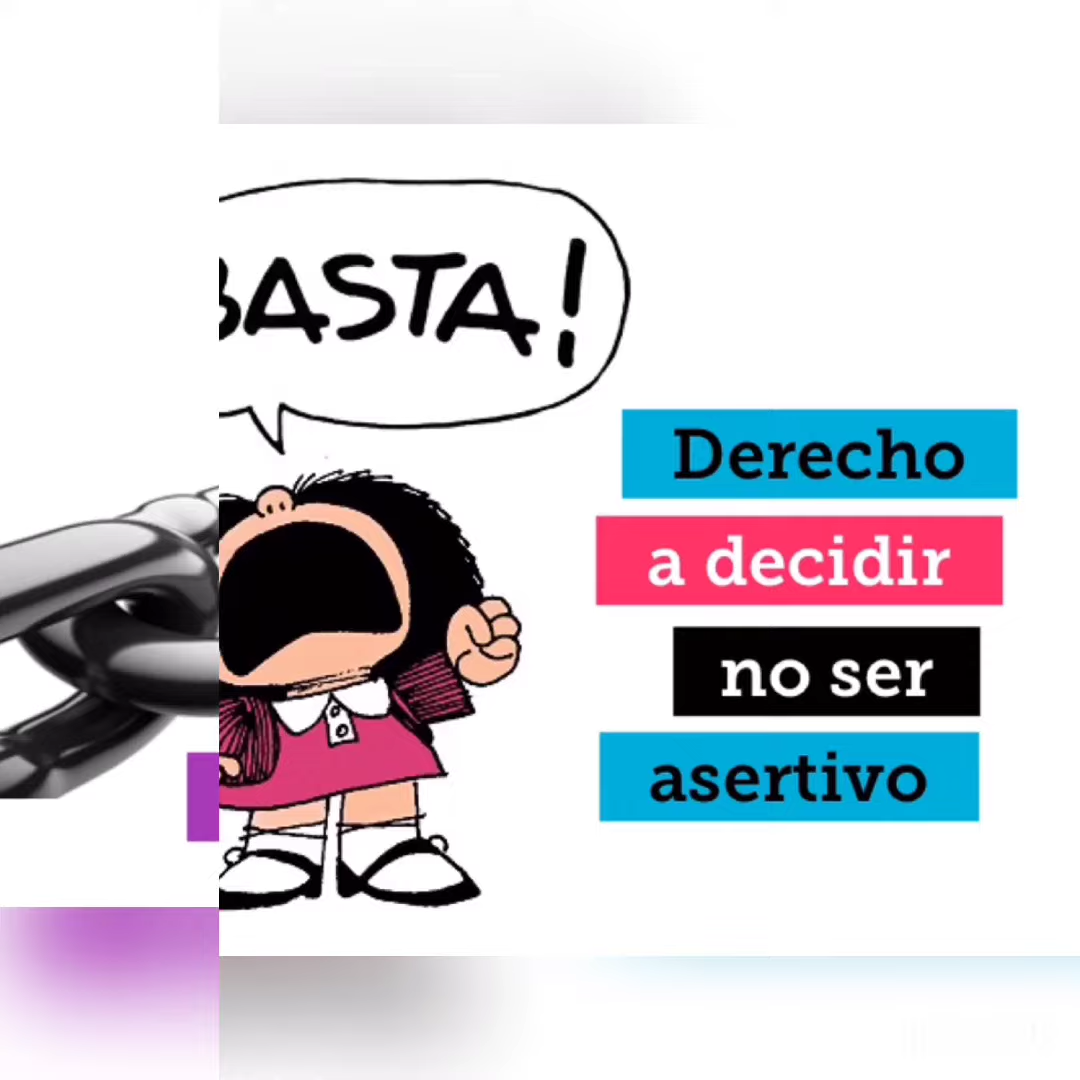 BASTA!
Derecho
a decidir
no ser
asertivo